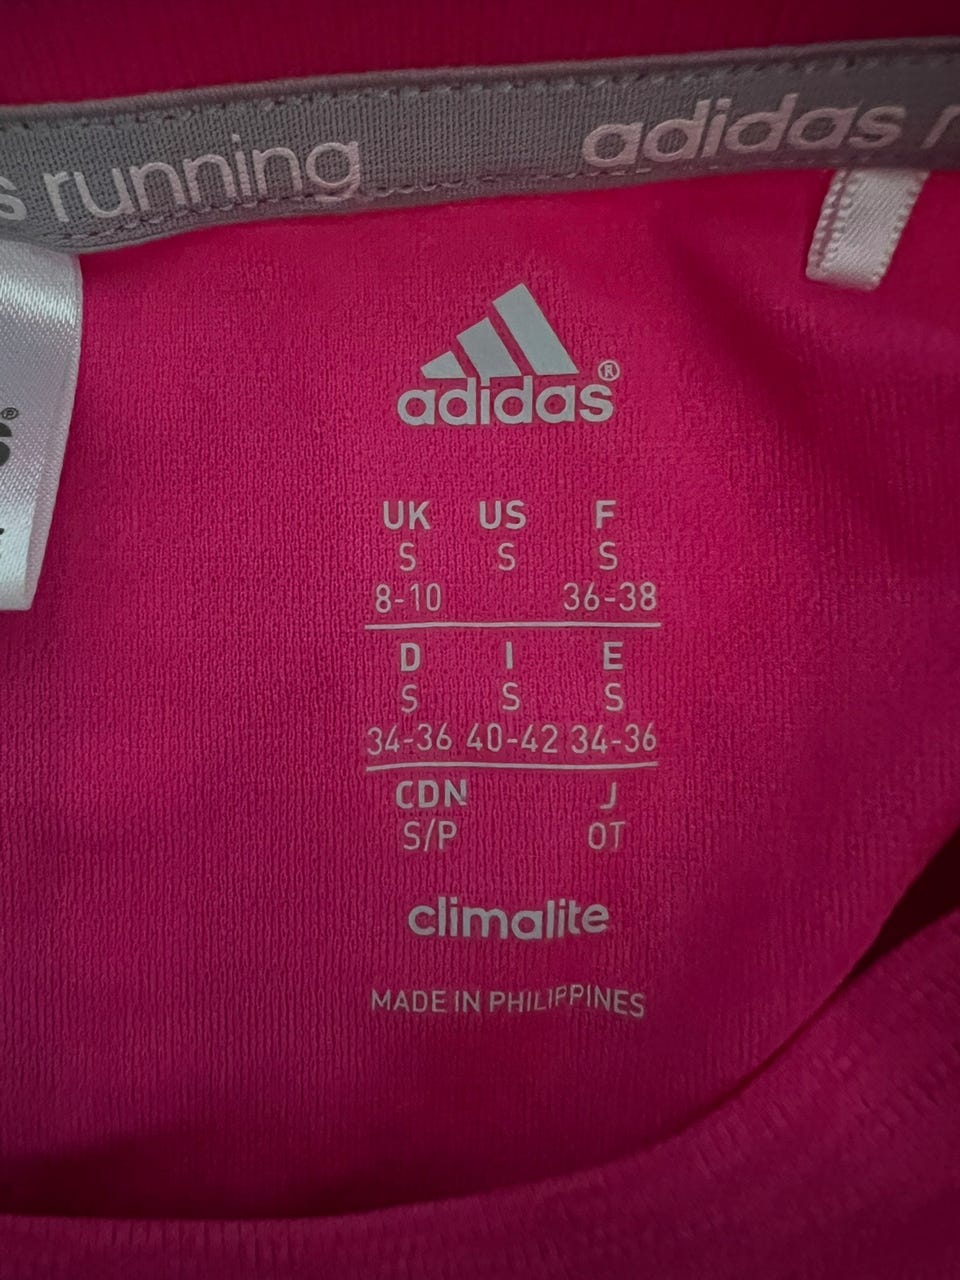 s running
adidas r
adidas®
UK US F
S S S
8-10 36-38
D I E
S S S
34-36 40-42 34-36
CDN J
S/P OT
climalite
MADE IN PHILIPPINES